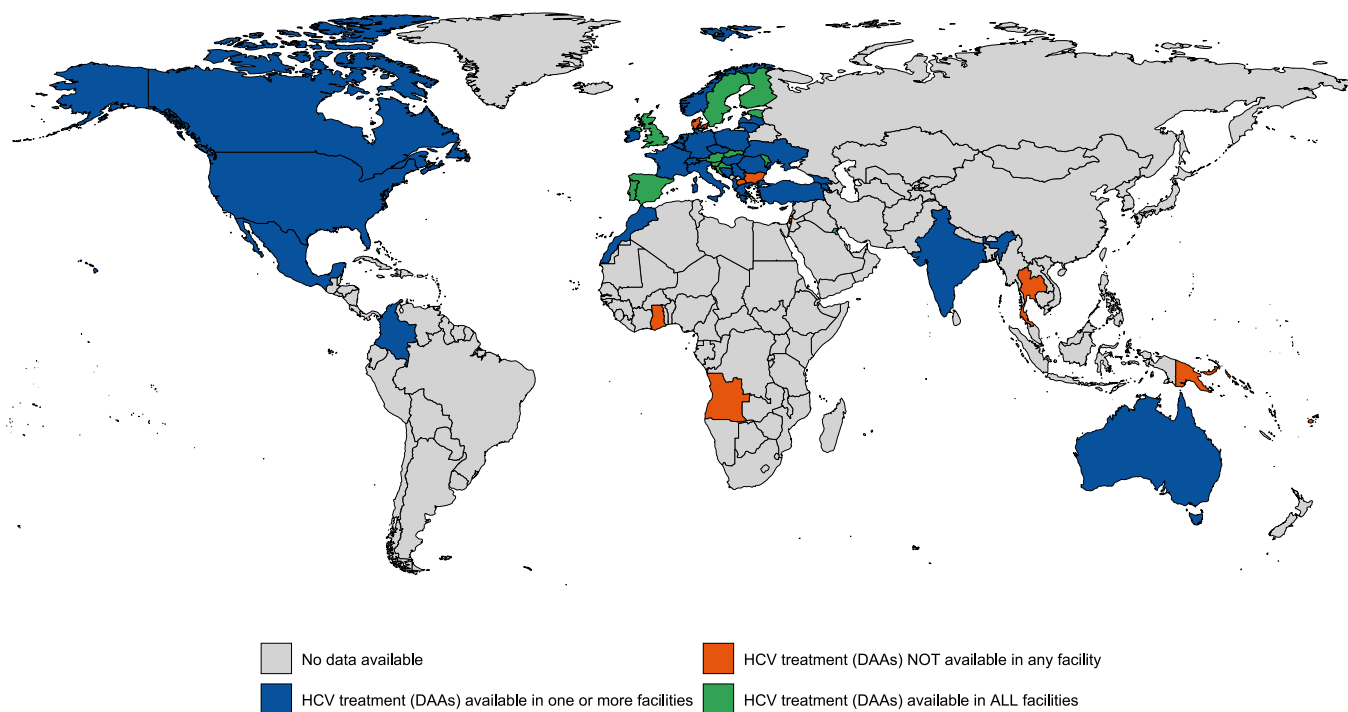 No data available
HCV treatment (DAAs) available in one or more facilities
HCV treatment (DAAs) NOT available in any facility
HCV treatment (DAAs) available in ALL facilities